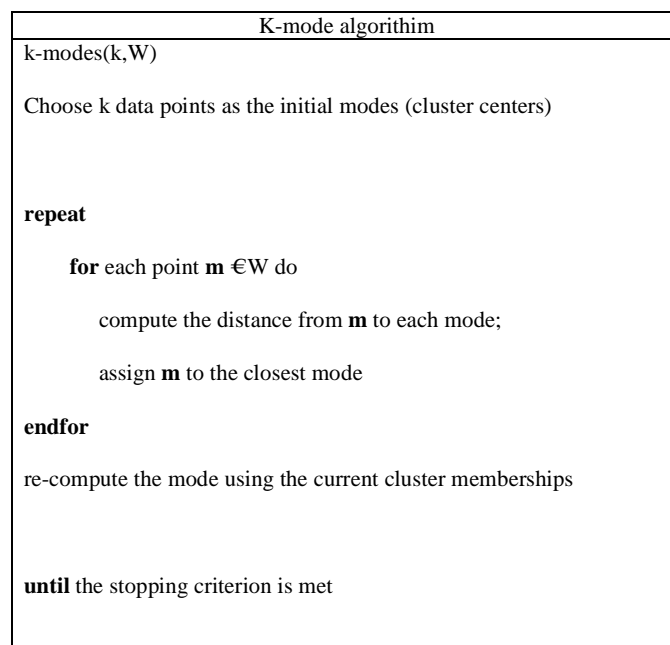 K-mode algorithim
k-modes(k,W)
Choose k data points as the initial modes (cluster centers)
repeat
for each point m €W do
compute the distance from m to each mode;
assign m to the closest mode
endfor
re-compute the mode using the current cluster memberships
until the stopping criterion is met